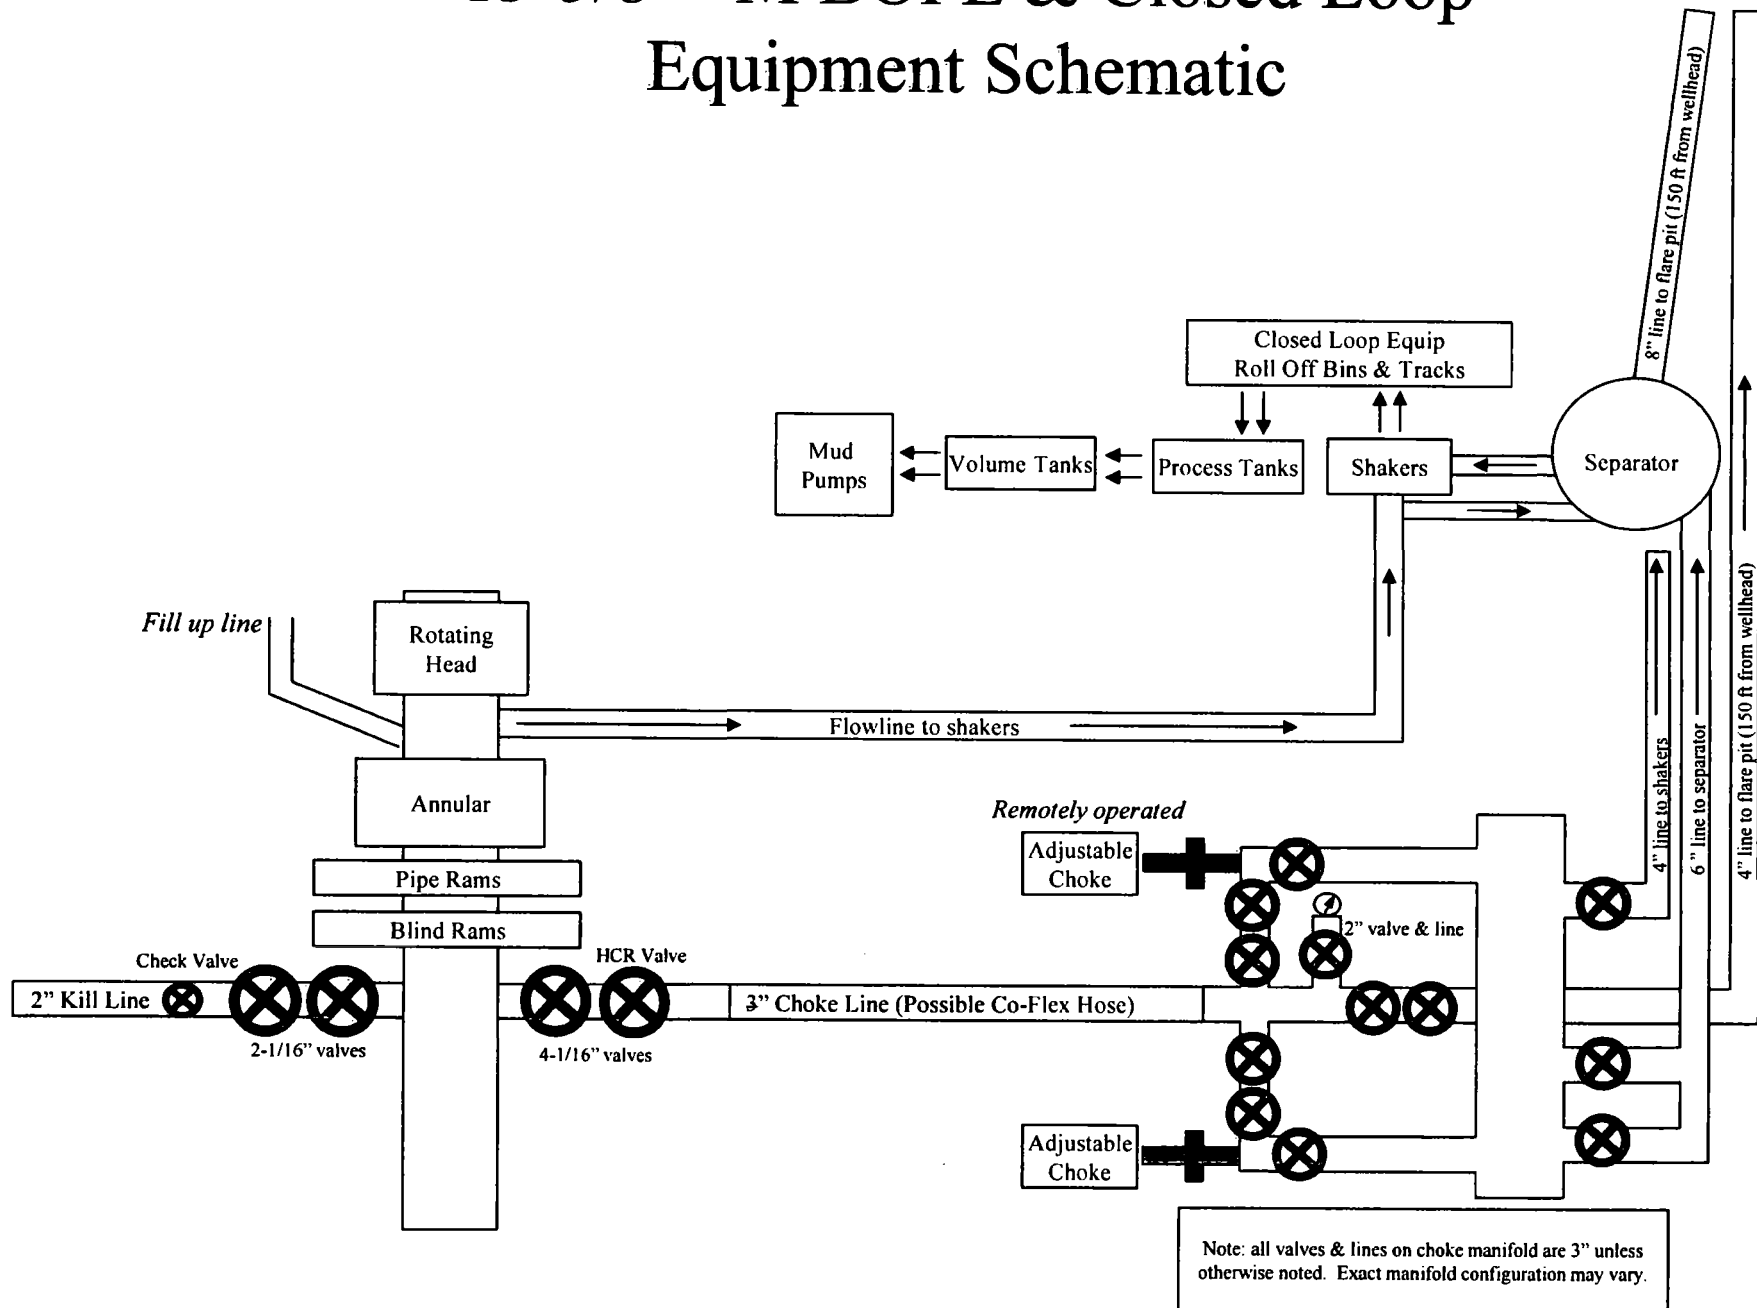 BOPE & Closed Loop
Equipment Schematic
8” line to flare pit (150 ft from wellhead)
Closed Loop Equip
Roll Off Bins & Tracks
Mud
Pumps
Volume Tanks
Process Tanks
Shakers
Separator
Fill up line
Rotating
Head
Flowline to shakers
4” line to shakers
6” line to separator
4” line to flare pit (150 ft from wellhead)
Annular
Remotely operated
Adjustable
Choke
Pipe Rams
Blind Rams
2” valve & line
Check Valve
HCR Valve
2” Kill Line
3” Choke Line (Possible Co-Flex Hose)
2-1/16” valves
4-1/16” valves
Adjustable
Choke
Note: all valves & lines on choke manifold are 3” unless
otherwise noted. Exact manifold configuration may vary.